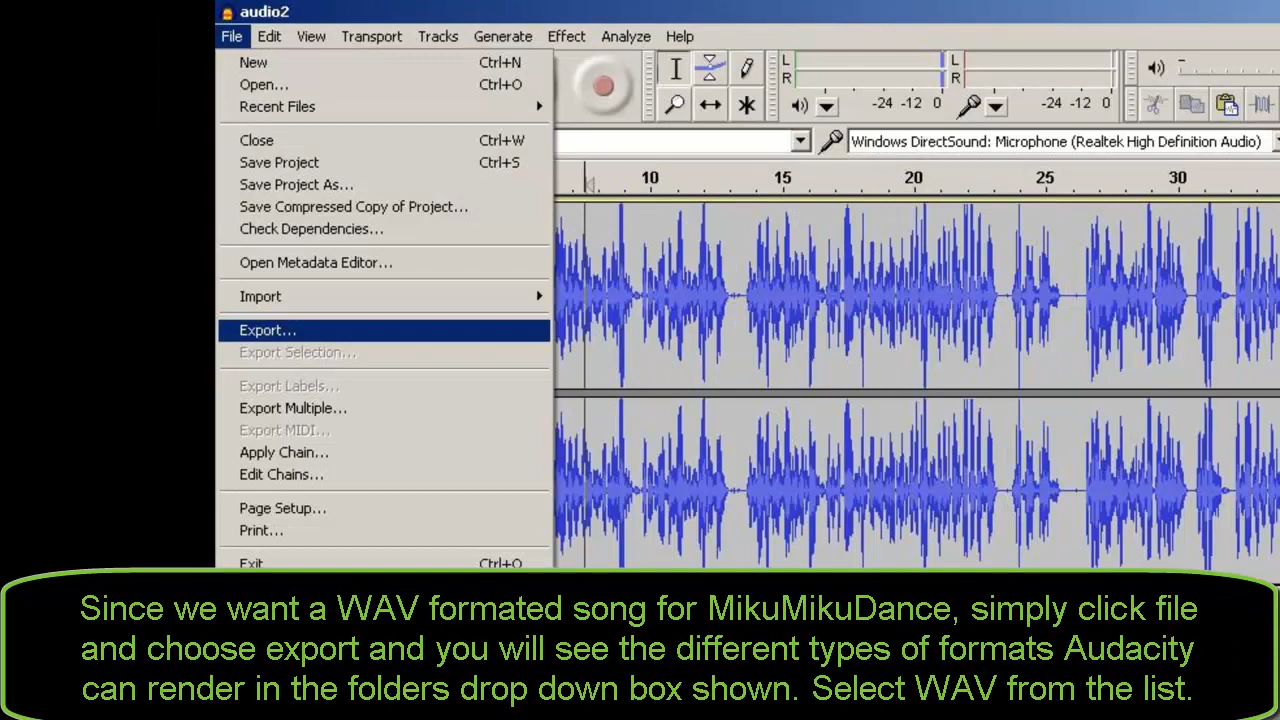 audio2
File Edit View Transport Tracks Generate Effect Analyze Help
New Ctrl+N
Open... Ctrl+O
Recent Files
Close Ctrl+W
Save Project Ctrl+S
Save Project As...
Save Compressed Copy of Project...
Check Dependencies...
Open Metadata Editor...
Import
Export...
Export Selection...
Export Labels...
Export Multiple...
Export MIDI...
Apply Chain...
Edit Chains...
Page Setup...
Print...
Exit Ctrl+Q
L
R
-24 -12 0
L
R
-24 -12 0
Windows DirectSound: Microphone (Realtek High Definition Audio)
10 15 20 25 30
Since we want a WAV formated song for MikuMikuDance, simply click file
and choose export and you will see the different types of formats Audacity
can render in the folders drop down box shown. Select WAV from the list.